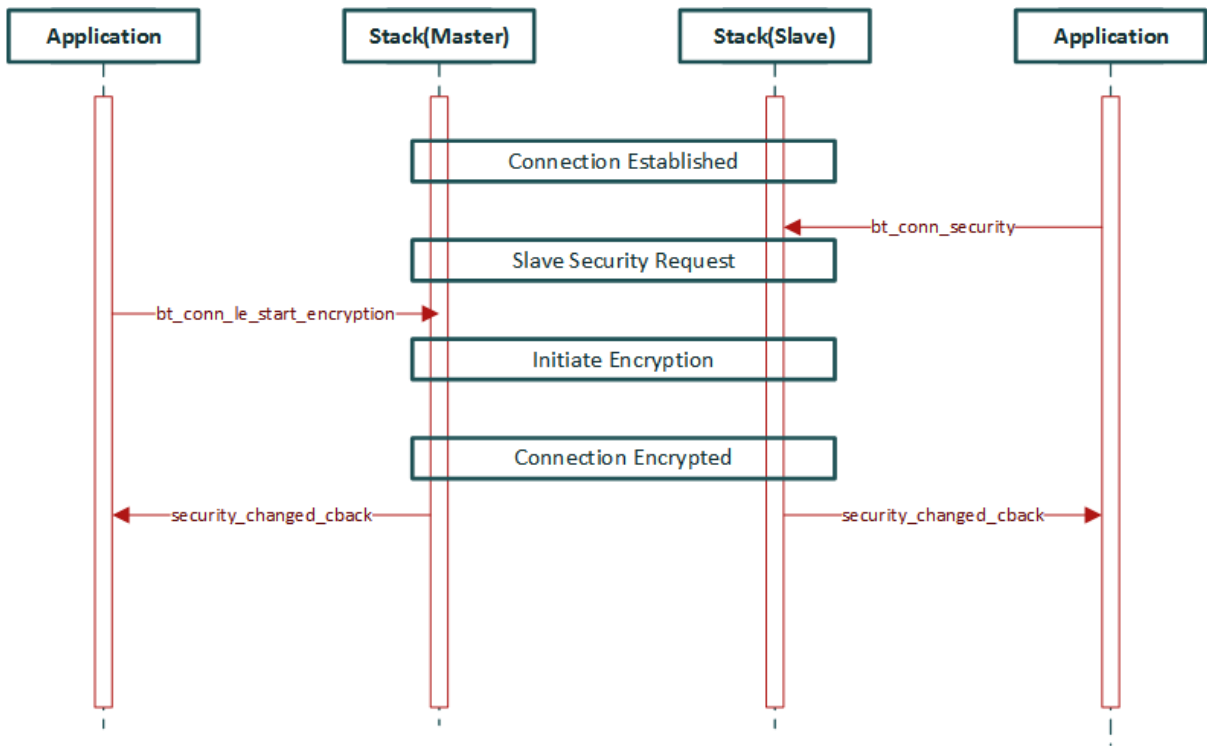 Application
Stack(Master)
Stack(Slave)
Application
Connection Established
bt_conn_security
Slave Security Request
bt_conn_le_start_encryption
Initiate Encryption
Connection Encrypted
security_changed_cback
security_changed_cback